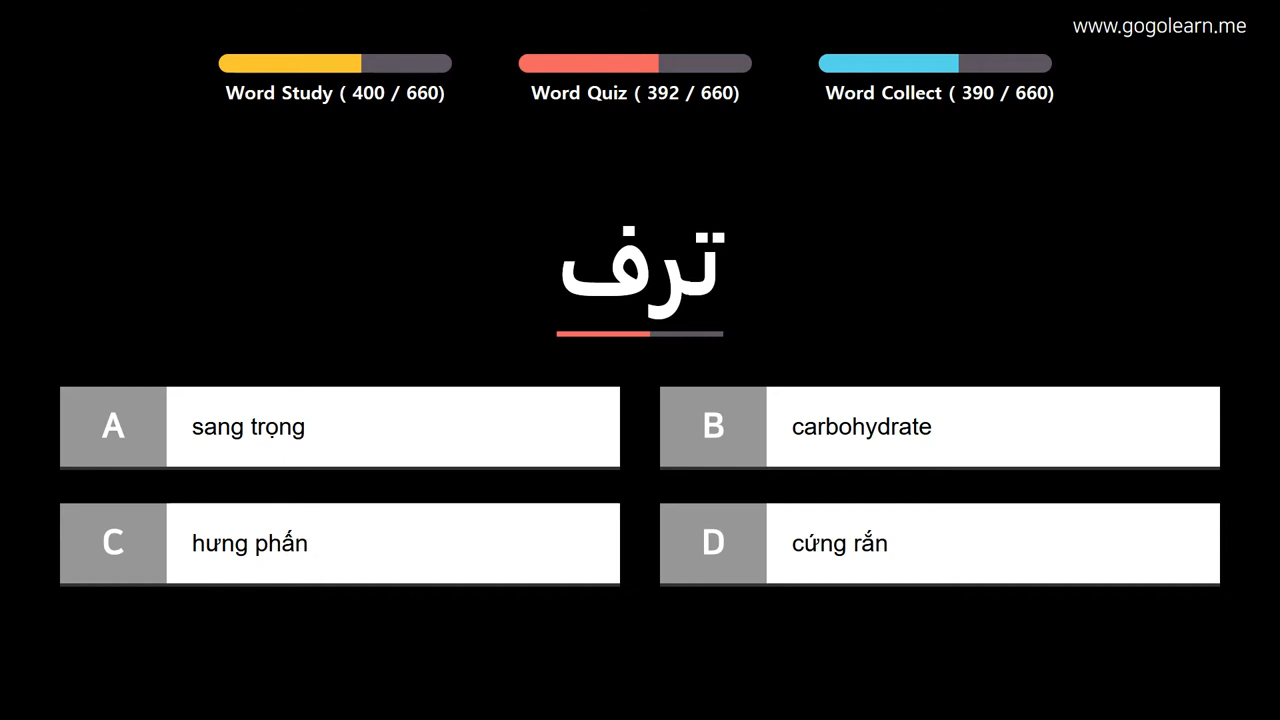 www.gogolearn.me
Word Study ( 400 / 660)
Word Quiz ( 392 / 660)
Word Collect ( 390 / 660)
ترف
A sang trọng
B carbohydrate
C hưng phấn
D cứng rắn